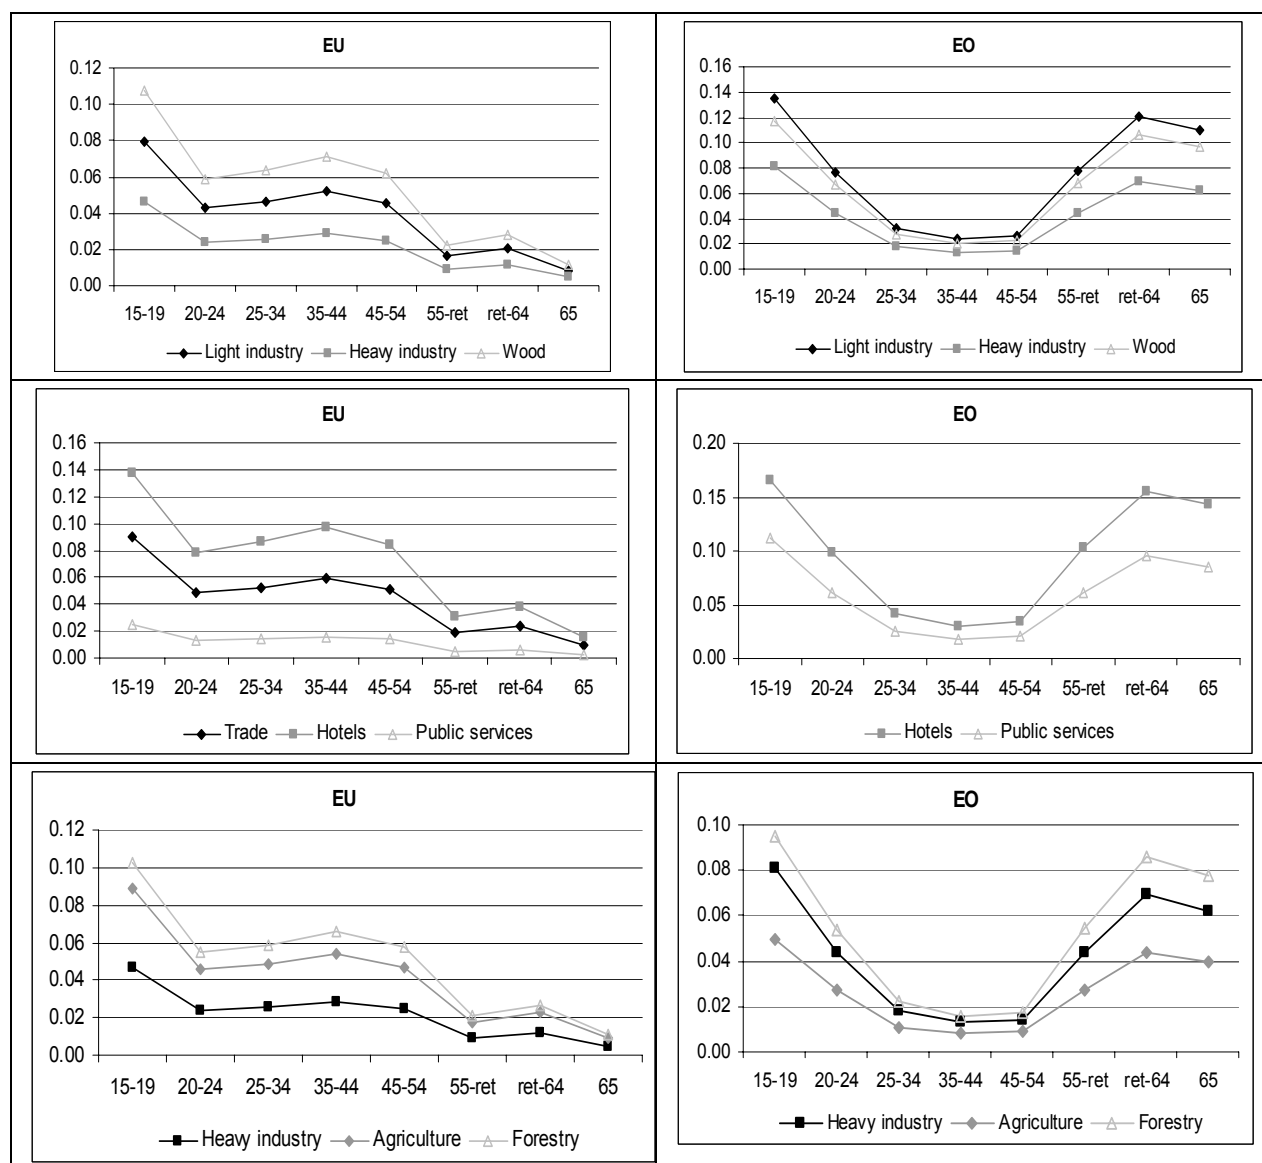 EU
0.12
0.10
0.08
0.06
0.04
0.02
0.00
15-19 20-24 25-34 35-44 45-54 55-ret ret-64 65
Light industry Heavy industry Wood
EO
0.16
0.14
0.12
0.10
0.08
0.06
0.04
0.02
0.00
15-19 20-24 25-34 35-44 45-54 55-ret ret-64 65
Light industry Heavy industry Wood
EU
0.16
0.14
0.12
0.10
0.08
0.06
0.04
0.02
0.00
15-19 20-24 25-34 35-44 45-54 55-ret ret-64 65
Trade Hotels Public services
EO
0.20
0.15
0.10
0.05
0.00
15-19 20-24 25-34 35-44 45-54 55-ret ret-64 65
Hotels Public services
EU
0.12
0.10
0.08
0.06
0.04
0.02
0.00
15-19 20-24 25-34 35-44 45-54 55-ret ret-64 65
Heavy industry Agriculture Forestry
EO
0.10
0.08
0.06
0.04
0.02
0.00
15-19 20-24 25-34 35-44 45-54 55-ret ret-64 65
Heavy industry Agriculture Forestry